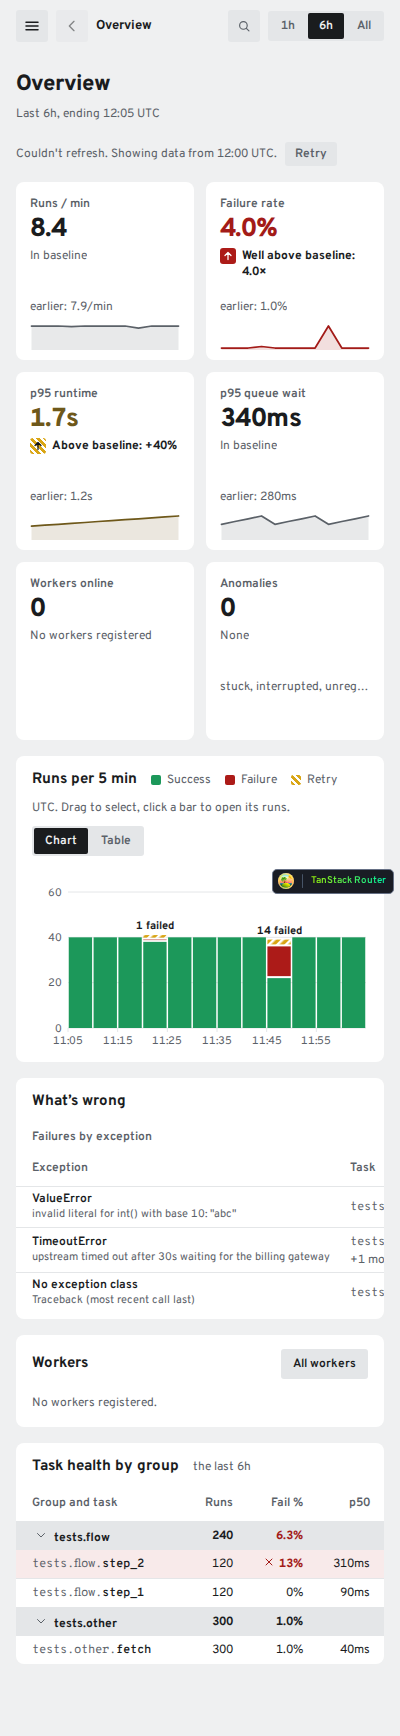 Overview
1h 6h All
Overview
Last 6h, ending 12:05 UTC
Couldn't refresh. Showing data from 12:00 UTC. Retry
Runs / min
8.4
In baseline
earlier: 7.9/min
Failure rate
4.0%
Well above baseline:
4.0×
earlier: 1.0%
p95 runtime
1.7s
Above baseline: +40%
earlier: 1.2s
p95 queue wait
340ms
In baseline
earlier: 280ms
Workers online
0
No workers registered
Anomalies
0
None
stuck, interrupted, unreg…
Runs per 5 min Success Failure Retry
UTC. Drag to select, click a bar to open its runs.
Chart Table
TanStack Router
60
1 failed
14 failed
40
20
0
11:05 11:15 11:25 11:35 11:45 11:55
What's wrong
Failures by exception
Exception Task
ValueError
invalid literal for int() with base 10: "abc"
tests
TimeoutError
upstream timed out after 30s waiting for the billing gateway
tests
+1 mo
No exception class
Traceback (most recent call last)
tests
Workers All workers
No workers registered.
Task health by group the last 6h
Group and task Runs Fail % p50
tests.flow 240 6.3%
tests.flow.step_2 120 13% 310ms
tests.flow.step_1 120 0% 90ms
tests.other 300 1.0%
tests.other.fetch 300 1.0% 40ms